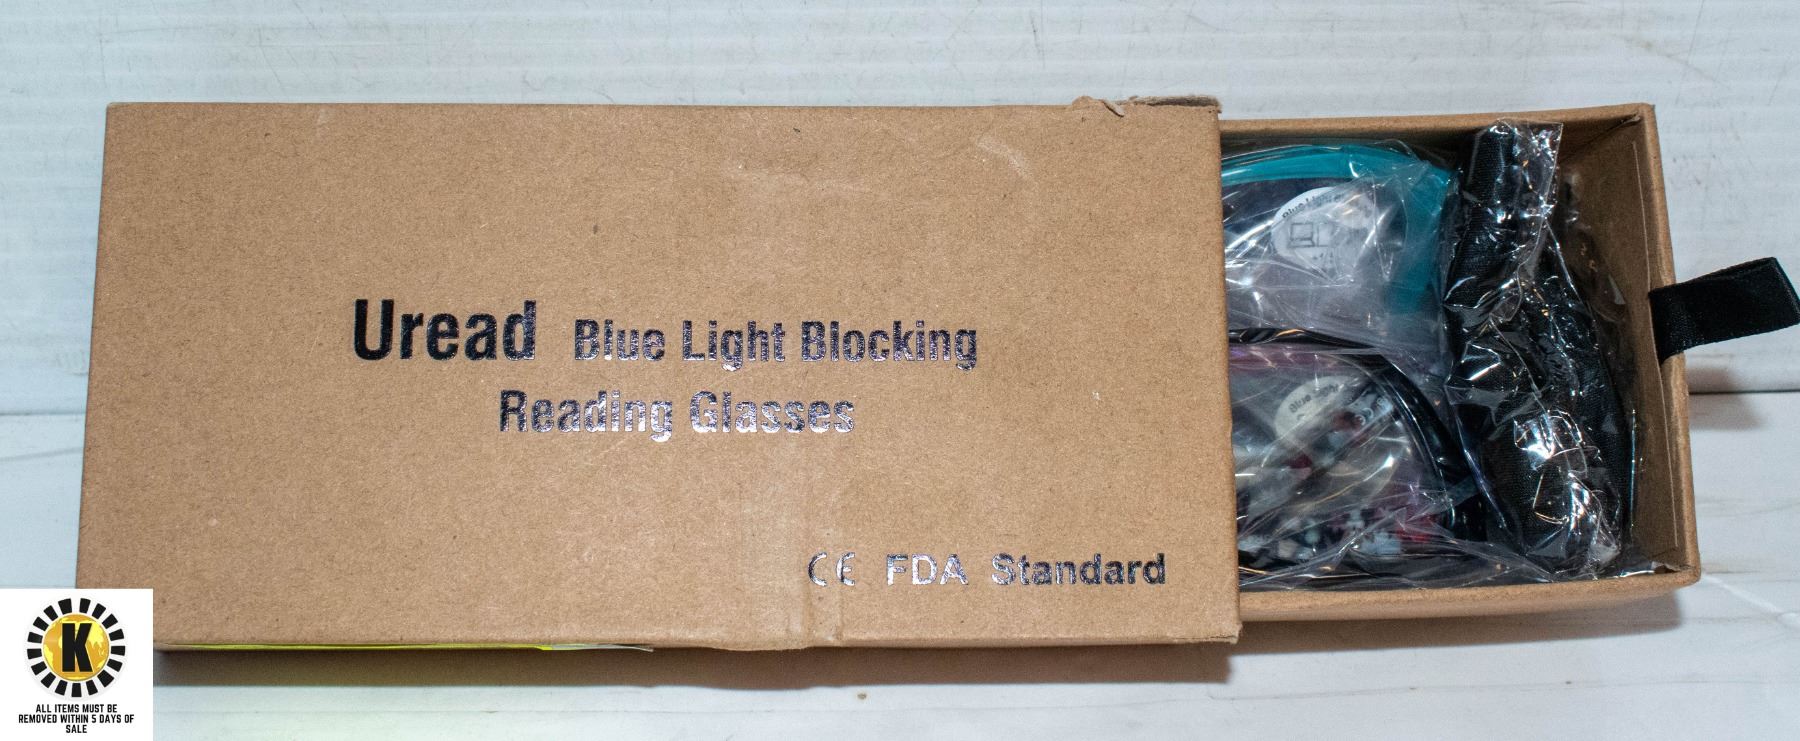 Uread Blue Light Blocking
Reading Glasses
CE FDA Standard
K
ALL ITEMS MUST BE
REMOVED WITHIN 5 DAYS OF
SALE
Blue